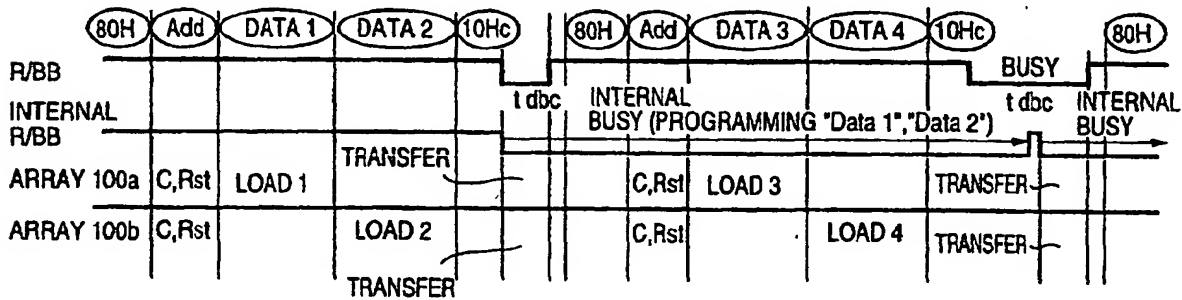 80H Add DATA 1 DATA 2 10Hc 80H Add DATA 3 DATA 4 10Hc 80H
R/BB BUSY
t dbc t dbc
INTERNAL R/BB
INTERNAL BUSY (PROGRAMMING "Data 1","Data 2")
INTERNAL BUSY
TRANSFER
ARRAY 100a C,Rst LOAD 1 C,Rst LOAD 3 TRANSFER
ARRAY 100b C,Rst LOAD 2 C,Rst LOAD 4 TRANSFER
TRANSFER